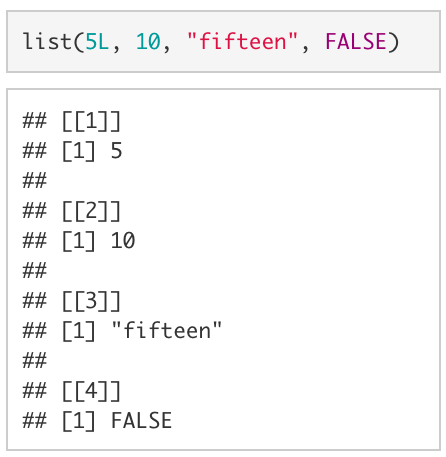 list(5L, 10, "fifteen", FALSE)
## [[1]]
## [1] 5
##
## [[2]]
## [1] 10
##
## [[3]]
## [1] "fifteen"
##
## [[4]]
## [1] FALSE